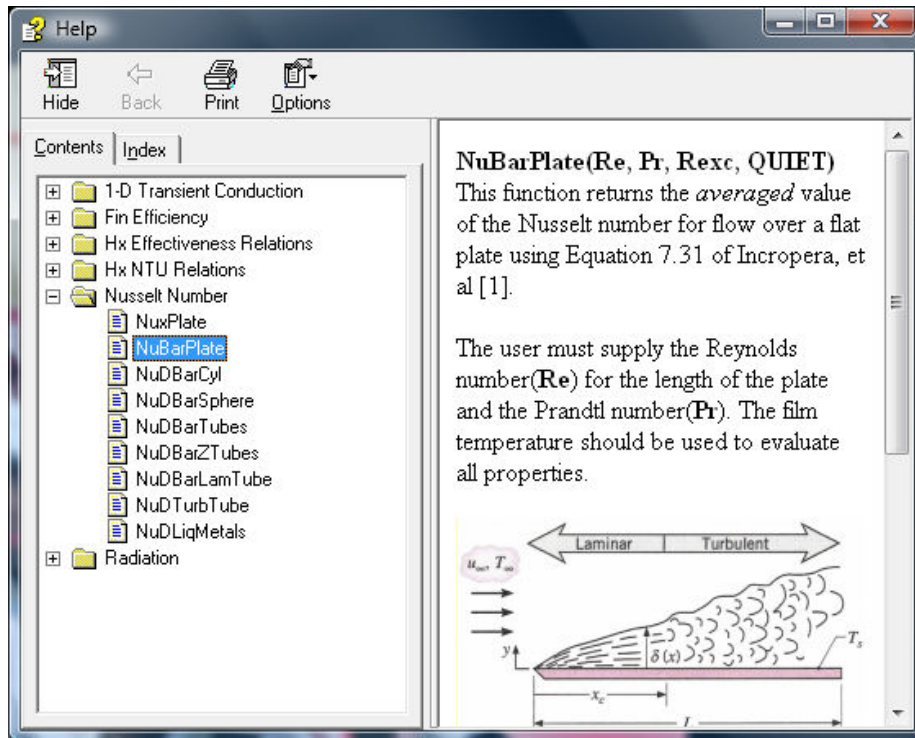 Help
Hide Back Print Options
Contents Index
1-D Transient Conduction
Fin Efficiency
Hx Effectiveness Relations
Hx NTU Relations
Nusselt Number
NuxPlate
NuBarPlate
NuDBarCyl
NuDBarSphere
NuDBarTubes
NuDBarZTubes
NuDBarLamTube
NuDTurbTube
NuDLiqMetals
Radiation
NuBarPlate(Re, Pr, Rexc, QUIET)
This function returns the averaged value
of the Nusselt number for flow over a flat
plate using Equation 7.31 of Incropera, et
al [1].
The user must supply the Reynolds
number(Re) for the length of the plate
and the Prandtl number(Pr). The film
temperature should be used to evaluate
all properties.
Laminar Turbulent
u∞, T∞
y δ(x) Ts
xc
L